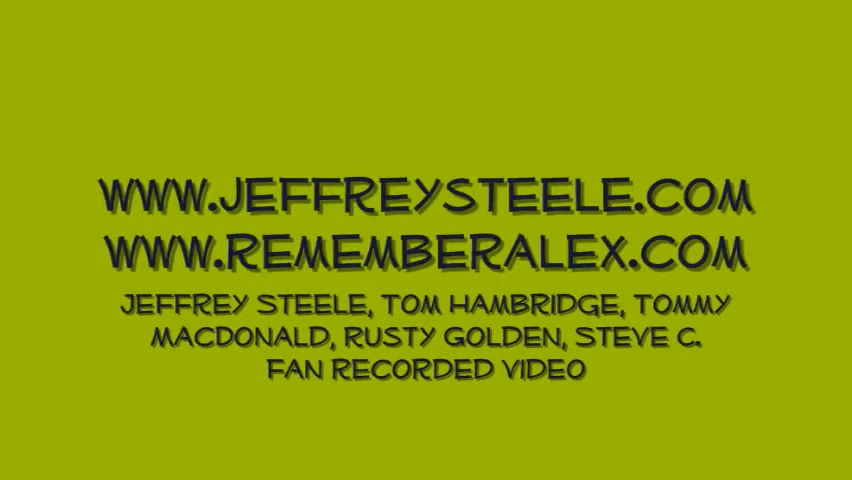 WWW.JEFFREYSTEELE.COM
WWW.REMEMBERALEX.COM
JEFFREY STEELE, TOM HAMBRIDGE, TOMMY
MACDONALD, RUSTY GOLDEN, STEVE C.
FAN RECORDED VIDEO